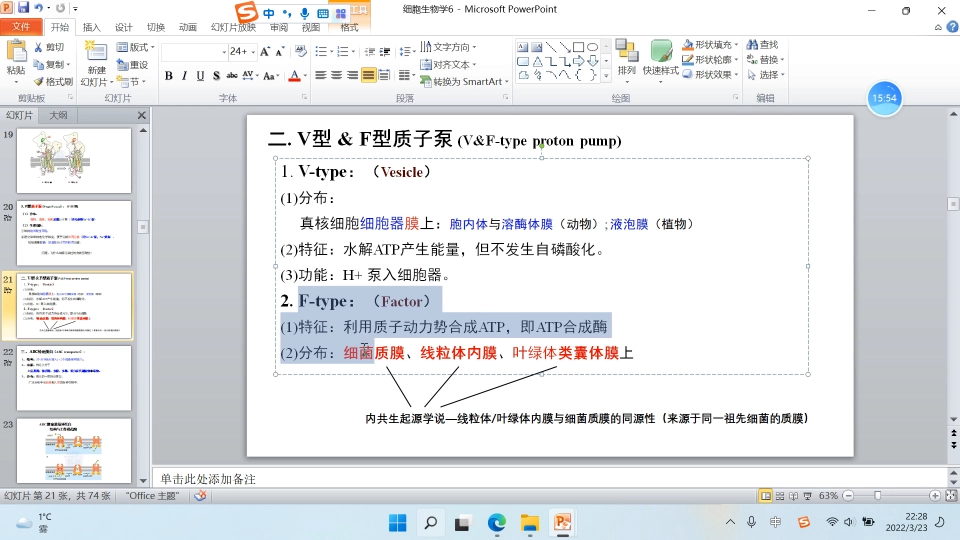 细胞生物学6 - Microsoft PowerPoint
文件 开始 插入 设计 切换 动画 幻灯片放映 审阅 视图 格式
粘贴 剪切 复制 格式刷 剪贴板
新建幻灯片 版式 重设 节 幻灯片
24+ 字体
文字方向 对齐文本 转换为 SmartArt 段落
排列 快速样式 形状填充 形状轮廓 形状效果 绘图
查找 替换 选择 编辑
15:54
幻灯片 大纲
19
20
21
22
23
二. V型 & F型质子泵 (V&F-type proton pump)
1. V-type：（Vesicle）
(1)分布：
真核细胞细胞器膜上：胞内体与溶酶体膜（动物）；液泡膜（植物）
(2)特征：水解ATP产生能量，但不发生自磷酸化。
(3)功能：H+ 泵入细胞器。
2. F-type：（Factor）
(1)特征：利用质子动力势合成ATP，即ATP合成酶
(2)分布：细菌质膜、线粒体内膜、叶绿体类囊体膜上
内共生起源学说—线粒体/叶绿体内膜与细菌质膜的同源性（来源于同一祖先细菌的质膜）
单击此处添加备注
幻灯片 第 21 张，共 74 张 "Office 主题" 63%
1°C
雾
中
22:28
2022/3/23